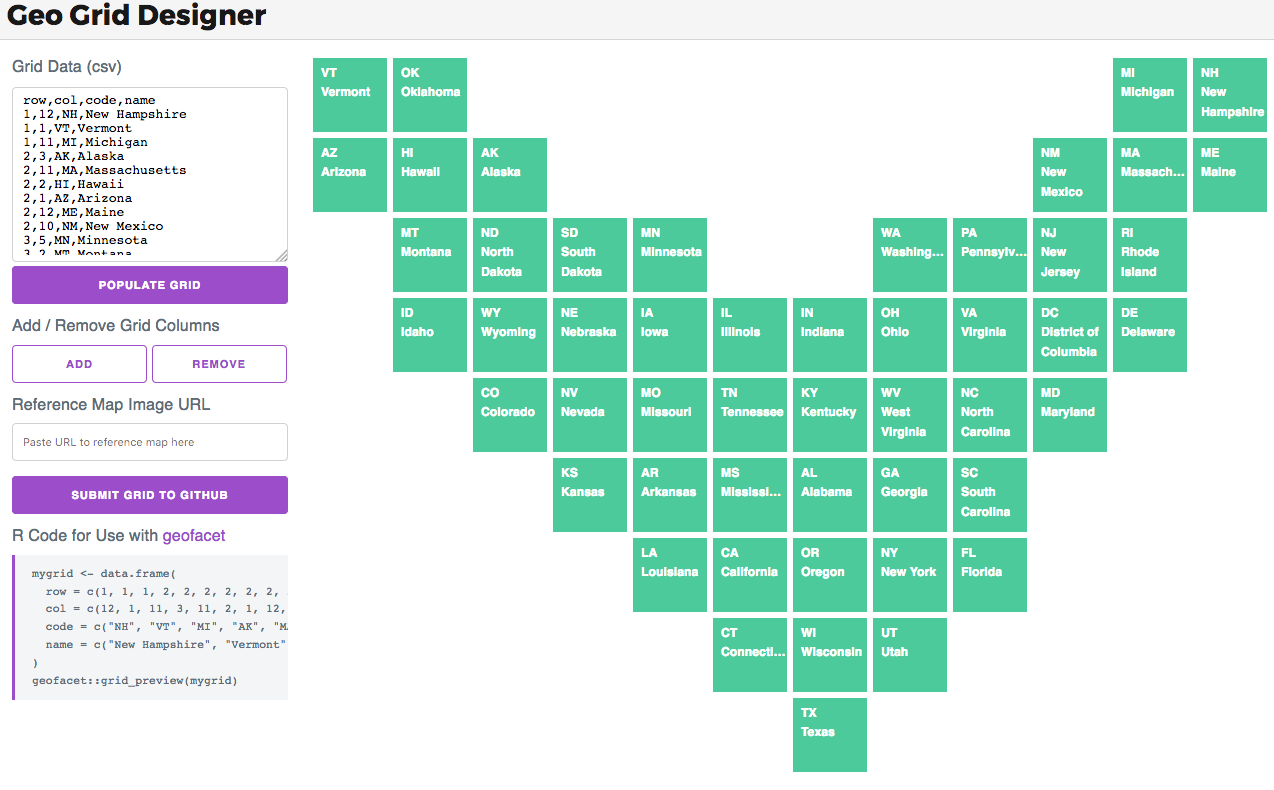 Geo Grid Designer
Grid Data (csv)
row,col,code,name
1,12,NH,New Hampshire
1,1,VT,Vermont
1,11,MI,Michigan
2,3,AK,Alaska
2,11,MA,Massachusetts
2,2,HI,Hawaii
2,1,AZ,Arizona
2,12,ME,Maine
2,10,NM,New Mexico
3,5,MN,Minnesota
3,2,MT,Montana
POPULATE GRID
Add / Remove Grid Columns
ADD
REMOVE
Reference Map Image URL
Paste URL to reference map here
SUBMIT GRID TO GITHUB
R Code for Use with geofacet
mygrid <- data.frame(
row = c(1, 1, 1, 2, 2, 2, 2, 2, 2,
col = c(12, 1, 11, 3, 11, 2, 1, 12,
code = c("NH", "VT", "MI", "AK", "MA
name = c("New Hampshire", "Vermont"
)
geofacet::grid_preview(mygrid)
VT
Vermont
OK
Oklahoma
MI
Michigan
NH
New
Hampshire
AZ
Arizona
HI
Hawaii
AK
Alaska
NM
New
Mexico
MA
Massach...
ME
Maine
MT
Montana
ND
North
Dakota
SD
South
Dakota
MN
Minnesota
WA
Washing...
PA
Pennsylv...
NJ
New
Jersey
RI
Rhode
Island
ID
Idaho
WY
Wyoming
NE
Nebraska
IA
Iowa
IL
Illinois
IN
Indiana
OH
Ohio
VA
Virginia
DC
District of
Columbia
DE
Delaware
CO
Colorado
NV
Nevada
MO
Missouri
TN
Tennessee
KY
Kentucky
WV
West
Virginia
NC
North
Carolina
MD
Maryland
KS
Kansas
AR
Arkansas
MS
Mississi...
AL
Alabama
GA
Georgia
SC
South
Carolina
LA
Louisiana
CA
California
OR
Oregon
NY
New York
FL
Florida
CT
Connecti...
WI
Wisconsin
UT
Utah
TX
Texas